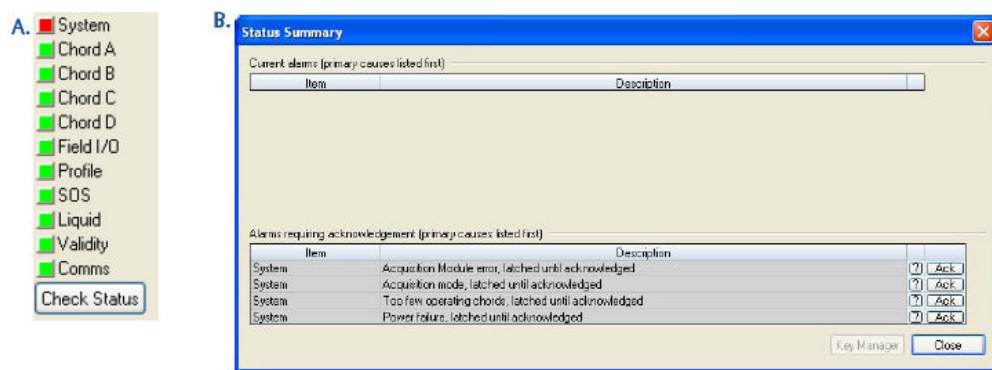 A.
System
Chord A
Chord B
Chord C
Chord D
Field I/O
Profile
SOS
Liquid
Validity
Comms
Check Status
B.
Status Summary
Current alarms (primary causes listed first)
Item Description
Alarms requiring acknowledgement (primary causes listed first)
Item Description
System Acquisition Module error, latched until acknowledged ? Ack
System Acquisition mode, latched until acknowledged ? Ack
System Too few operating chords, latched until acknowledged ? Ack
System Power failure, latched until acknowledged ? Ack
Key Manager Close